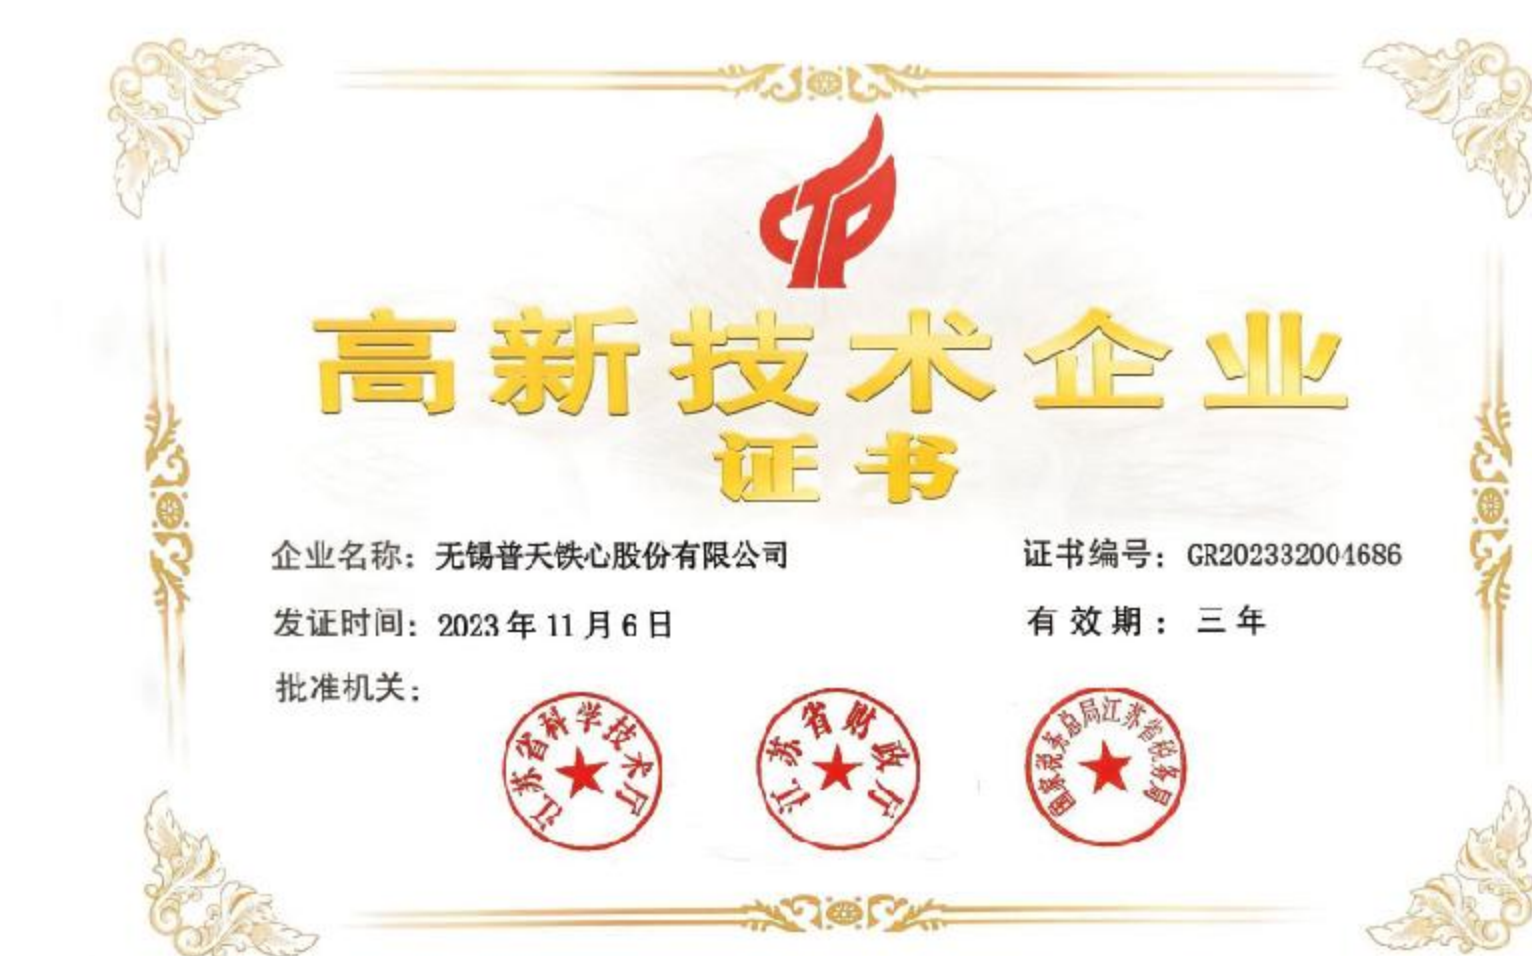 高新技术企业
证书
企业名称：无锡普天铁心股份有限公司 证书编号：GR202332004686
发证时间：2023年11月6日 有效期：三年
批准机关：
江苏省科学技术厅
江苏省财政厅
国家税务总局江苏省税务局